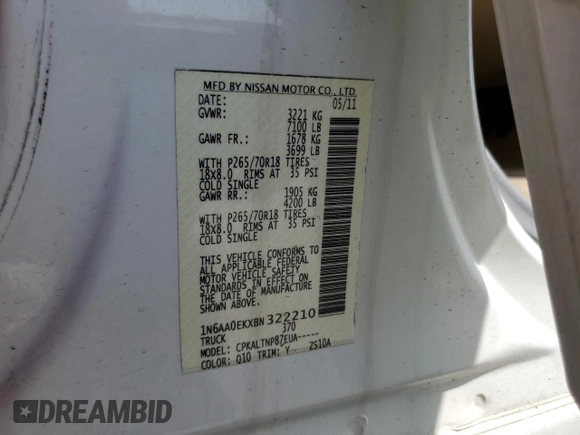 MFD BY NISSAN MOTOR CO., LTD.
DATE: 05/11
GVWR: 3221 KG
7100 LB
GAWR FR.: 1678 KG
3699 LB
WITH P265/70R18 TIRES
18X8.0 RIMS AT 35 PSI
COLD SINGLE
GAWR RR.: 1905 KG
4200 LB
WITH P265/70R18 TIRES
18X8.0 RIMS AT 35 PSI
COLD SINGLE
THIS VEHICLE CONFORMS TO
ALL APPLICABLE FEDERAL
MOTOR VEHICLE SAFETY
STANDARDS IN EFFECT ON
THE DATE OF MANUFACTURE
SHOWN ABOVE.
1N6AA0EKXBN322210
TRUCK 370
MODEL: CPKALTNP8ZEUA-----
COLOR: Q10 TRIM: Y ZS10A
DREAMBID